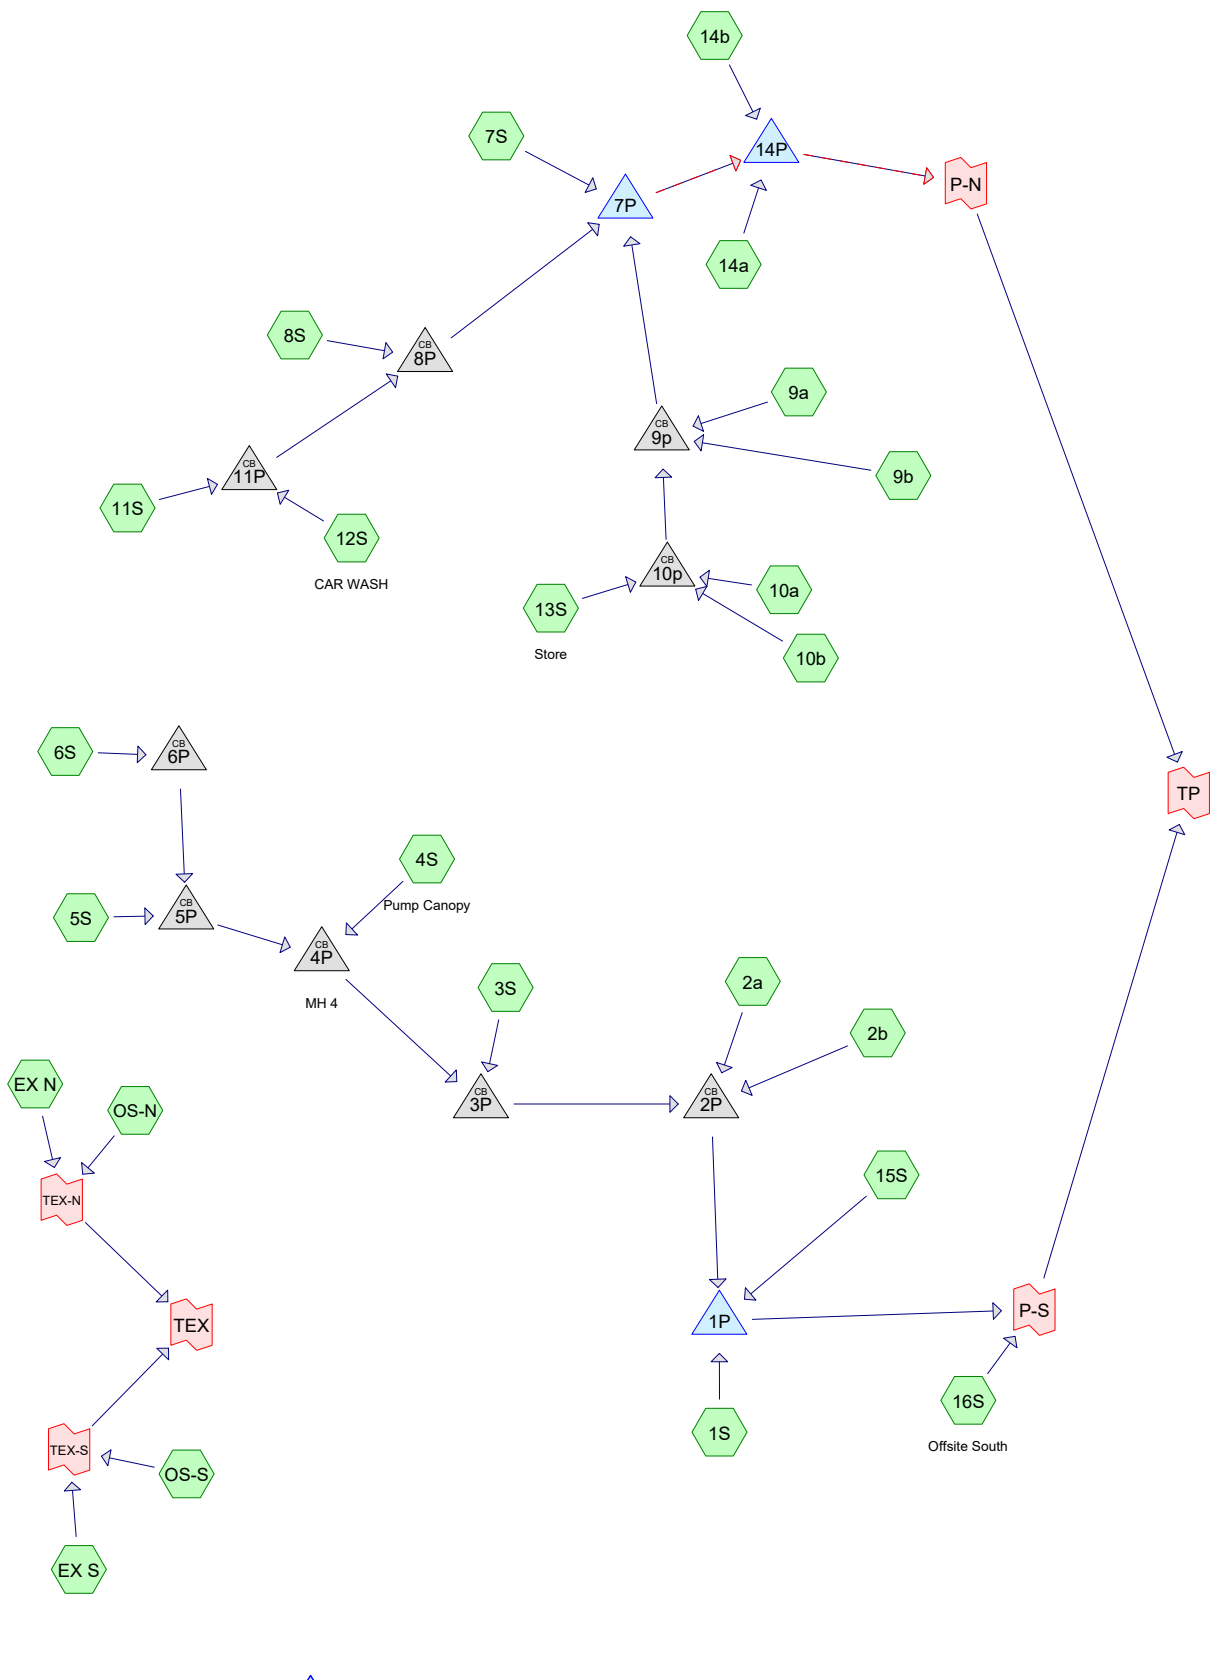 14b
7S
14P
P-N
7P
14a
8S
CB
8P
9a
CB
9p
CB
11P
9b
11S
12S
CAR WASH
CB
10p
10a
13S
Store
10b
6S
CB
6P
TP
4S
Pump Canopy
CB
5P
5S
CB
4P
MH 4
3S
2a
2b
EX N
OS-N
CB
3P
CB
2P
15S
TEX-N
TEX
1P
P-S
16S
Offsite South
1S
TEX-S
OS-S
EX S